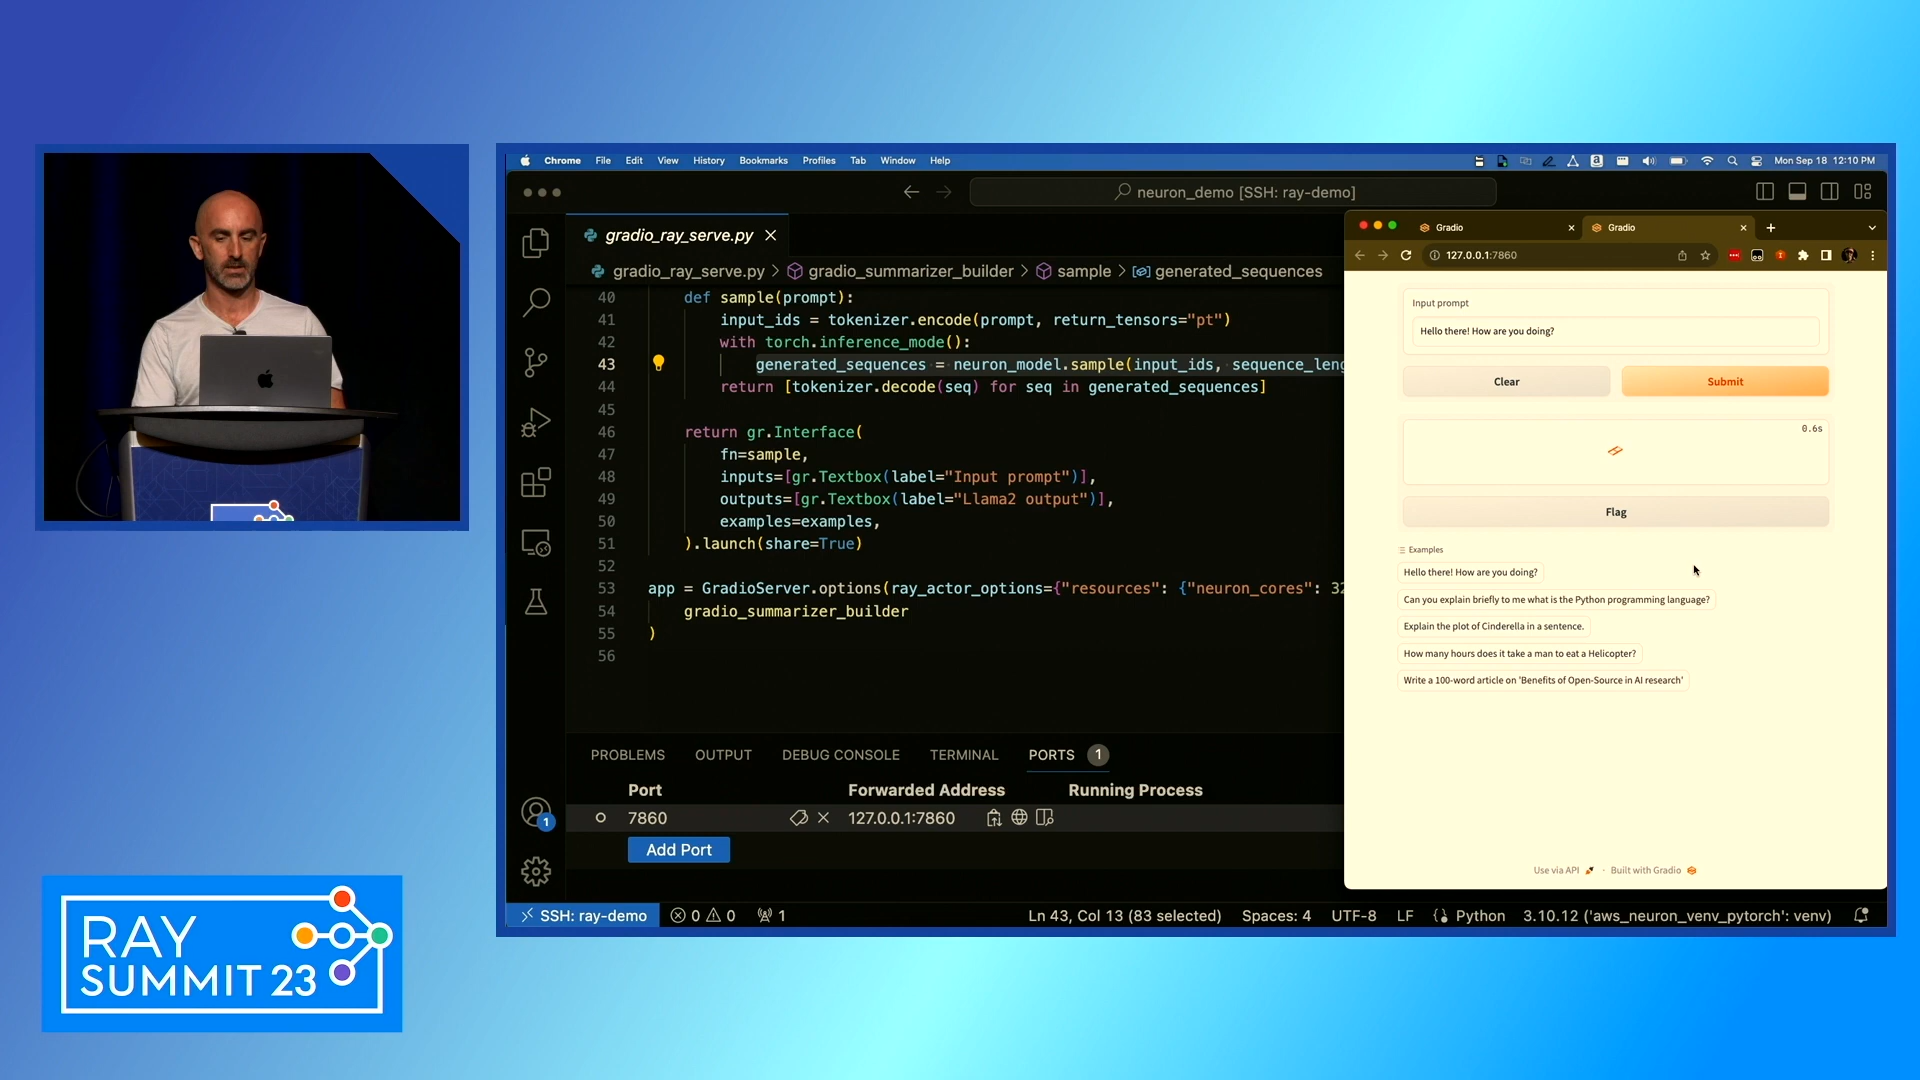 Chrome File Edit View History Bookmarks Profiles Tab Window Help
Mon Sep 18 12:10 PM
neuron_demo [SSH: ray-demo]
gradio_ray_serve.py
gradio_ray_serve.py > gradio_summarizer_builder > sample > generated_sequences
40 def sample(prompt):
41 input_ids = tokenizer.encode(prompt, return_tensors="pt")
42 with torch.inference_mode():
43 generated_sequences = neuron_model.sample(input_ids, sequence_leng
44 return [tokenizer.decode(seq) for seq in generated_sequences]
45
46 return gr.Interface(
47 fn=sample,
48 inputs=[gr.Textbox(label="Input prompt")],
49 outputs=[gr.Textbox(label="Llama2 output")],
50 examples=examples,
51 ).launch(share=True)
52
53 app = GradioServer.options(ray_actor_options={"resources": {"neuron_cores": 32
54 gradio_summarizer_builder
55 )
56
PROBLEMS OUTPUT DEBUG CONSOLE TERMINAL PORTS 1
Port Forwarded Address Running Process
7860 127.0.0.1:7860
Add Port
1
SSH: ray-demo 0 0 1 Ln 43, Col 13 (83 selected) Spaces: 4 UTF-8 LF Python 3.10.12 ('aws_neuron_venv_pytorch': venv)
Gradio Gradio
127.0.0.1:7860
Input prompt
Hello there! How are you doing?
Clear Submit
0.6s
Flag
Examples
Hello there! How are you doing?
Can you explain briefly to me what is the Python programming language?
Explain the plot of Cinderella in a sentence.
How many hours does it take a man to eat a Helicopter?
Write a 100-word article on 'Benefits of Open-Source in AI research'
Use via API · Built with Gradio
RAY
SUMMIT 23